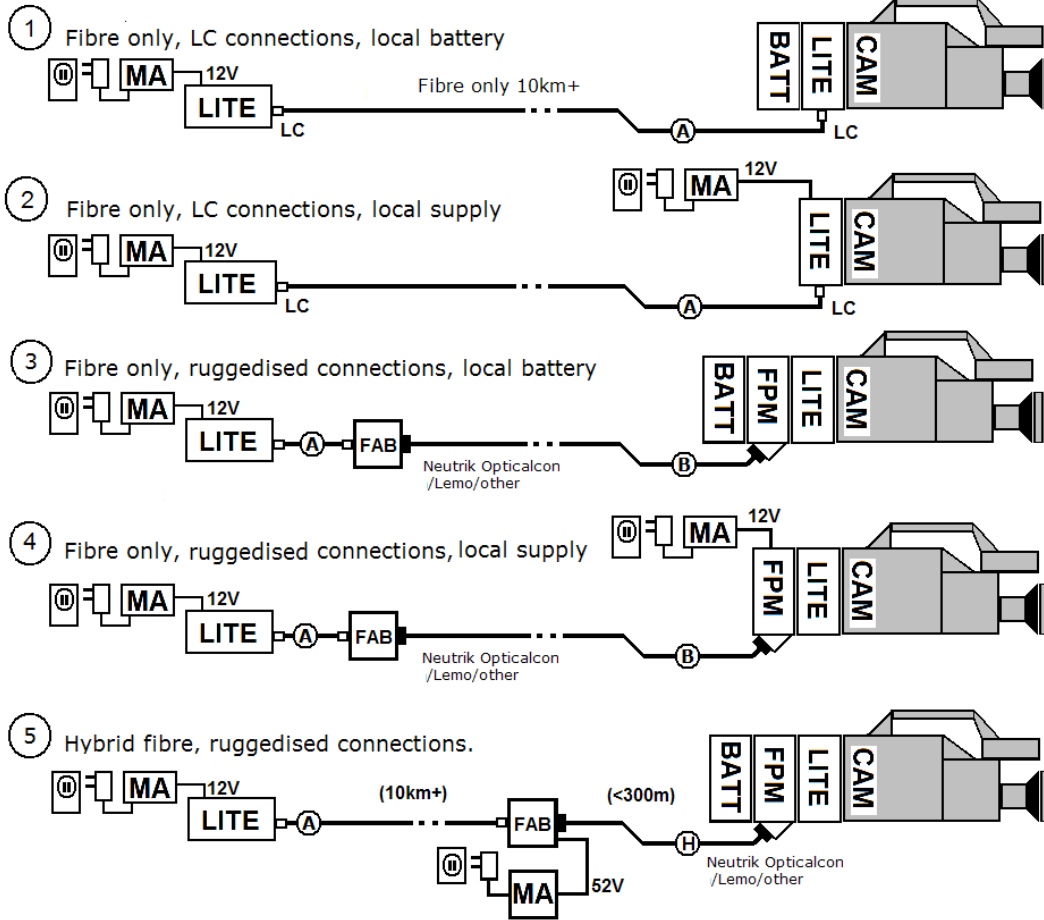 1 Fibre only, LC connections, local battery
MA 12V
LITE
LC
Fibre only 10km+
A
LC
BATT LITE CAM
2 Fibre only, LC connections, local supply
MA 12V
LITE
LC
A
LC
MA 12V
LITE CAM
3 Fibre only, ruggedised connections, local battery
MA 12V
LITE
A
FAB
Neutrik Opticalcon
/Lemo/other
B
BATT FPM LITE CAM
4 Fibre only, ruggedised connections, local supply
MA 12V
LITE
A
FAB
Neutrik Opticalcon
/Lemo/other
B
MA 12V
FPM LITE CAM
5 Hybrid fibre, ruggedised connections.
MA 12V
LITE
A
(10km+)
FAB
MA
52V
(<300m)
H
Neutrik Opticalcon
/Lemo/other
BATT FPM LITE CAM